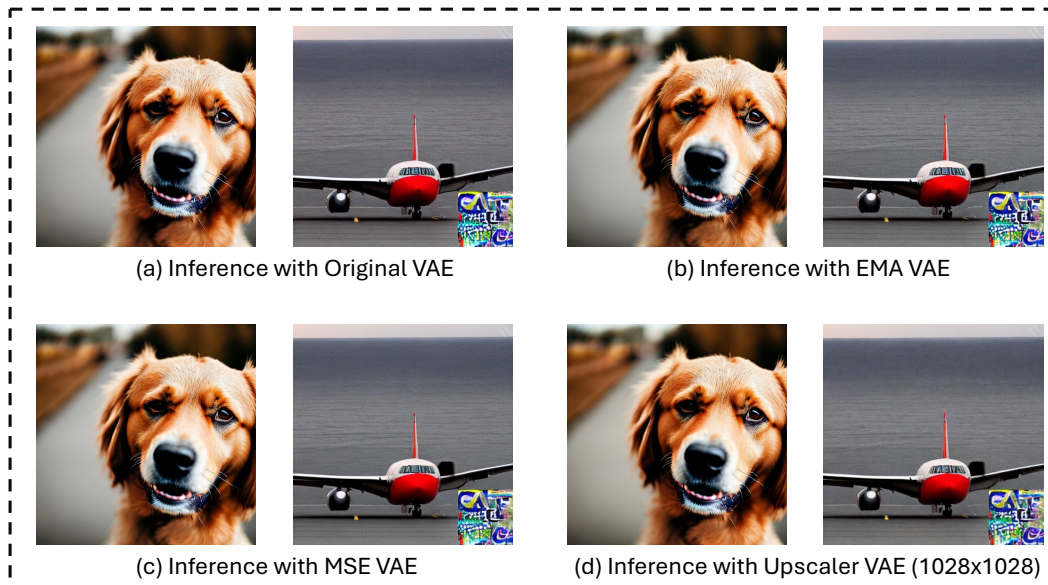 (a) Inference with Original VAE
(b) Inference with EMA VAE
(c) Inference with MSE VAE
(d) Inference with Upscaler VAE (1028x1028)